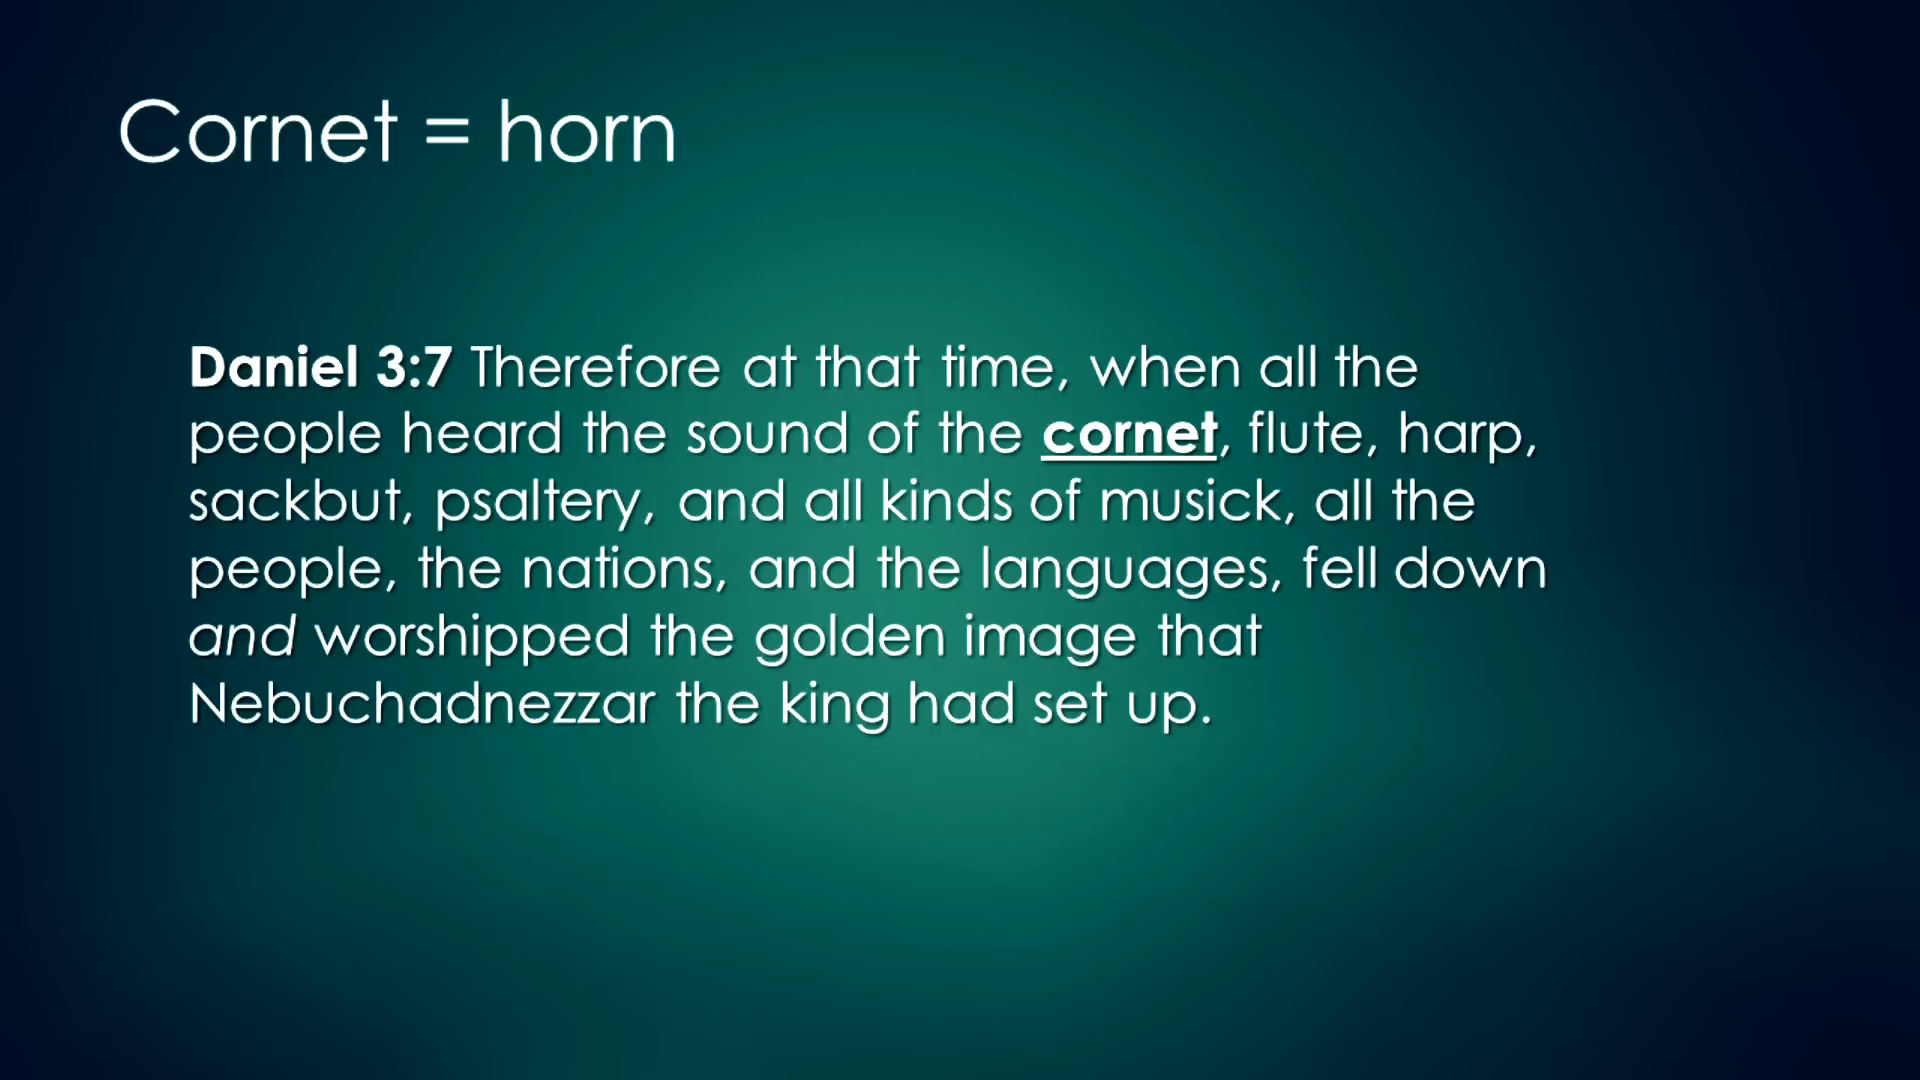 Cornet = horn
Daniel 3:7 Therefore at that time, when all the
people heard the sound of the cornet, flute, harp,
sackbut, psaltery, and all kinds of musick, all the
people, the nations, and the languages, fell down
and worshipped the golden image that
Nebuchadnezzar the king had set up.